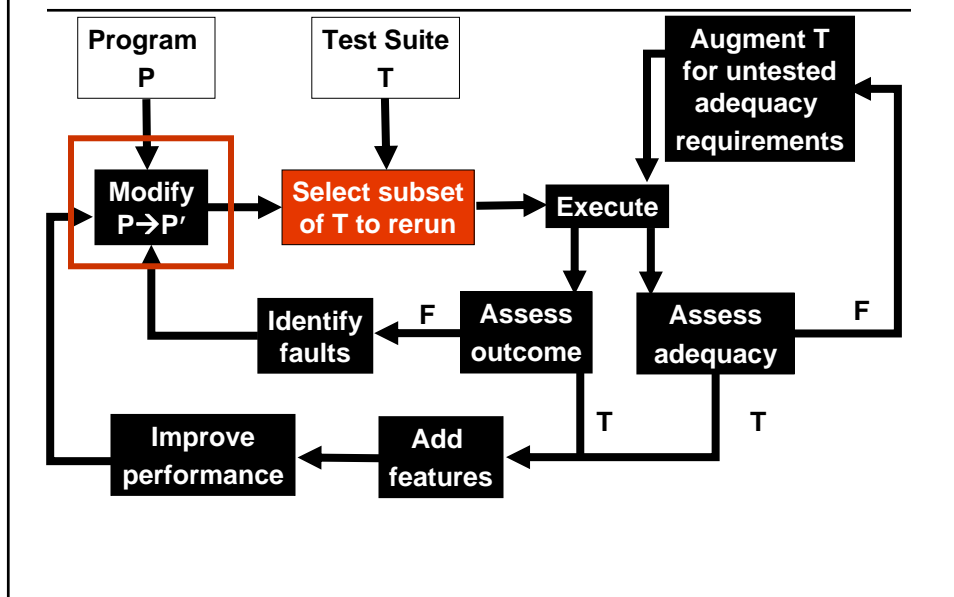 Program
P
Test Suite
T
Augment T
for untested
adequacy
requirements
Modify
P→P′
Select subset
of T to rerun
Execute
Identify
faults
F
Assess
outcome
Assess
adequacy
F
T
T
Improve
performance
Add
features